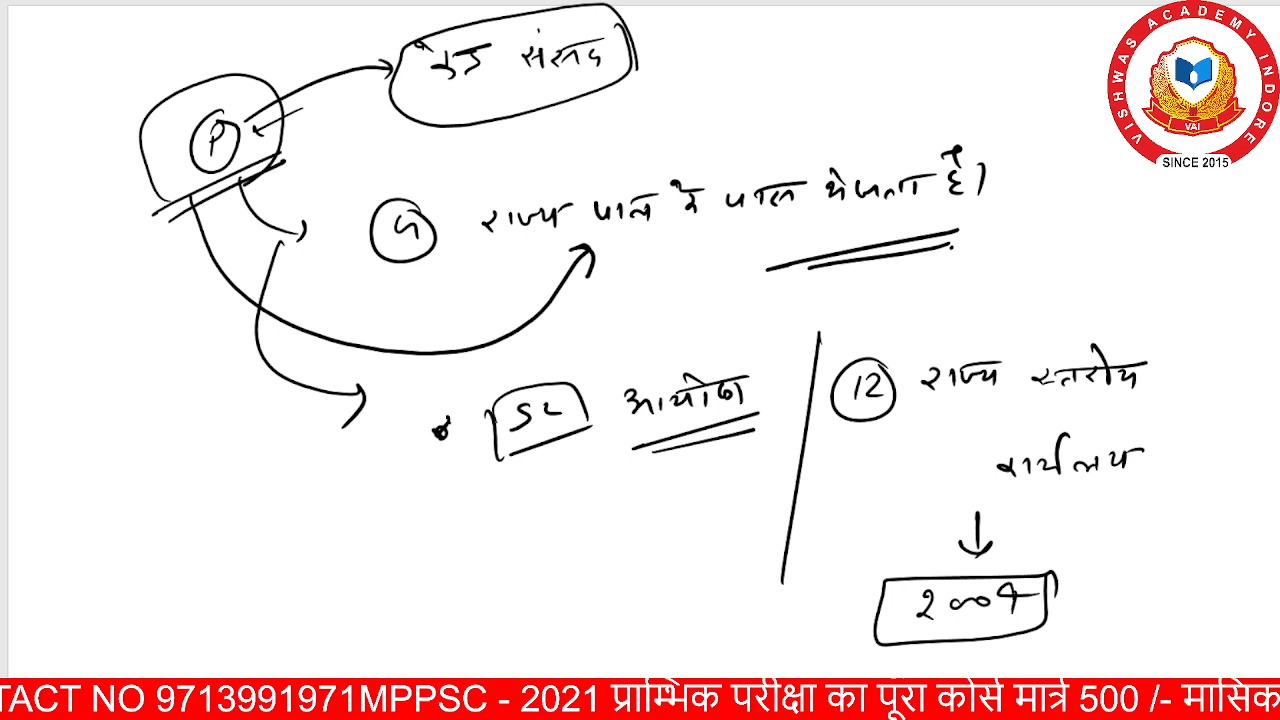 संसद
VISHWAS ACADEMY INDORE
VAI
SINCE 2015
P
राज्यपाल के पास भेजता है।
SC आयोग
12 राज्य स्तरीय
कार्यालय
2004
TACT NO 9713991971MPPSC - 2021 प्राम्भिक परीक्षा का पूरा कोर्स मात्र 500 /- मासिक